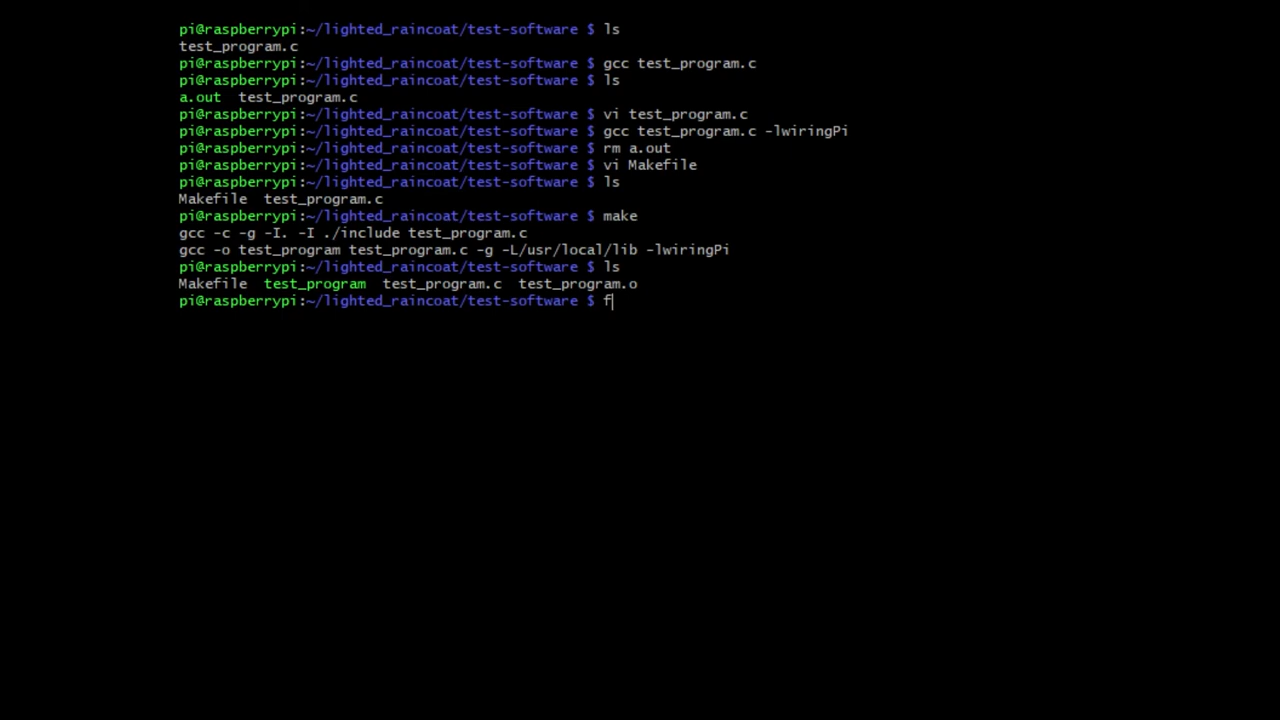 pi@raspberrypi:~/lighted_raincoat/test-software $ ls
test_program.c
pi@raspberrypi:~/lighted_raincoat/test-software $ gcc test_program.c
pi@raspberrypi:~/lighted_raincoat/test-software $ ls
a.out  test_program.c
pi@raspberrypi:~/lighted_raincoat/test-software $ vi test_program.c
pi@raspberrypi:~/lighted_raincoat/test-software $ gcc test_program.c -lwiringPi
pi@raspberrypi:~/lighted_raincoat/test-software $ rm a.out
pi@raspberrypi:~/lighted_raincoat/test-software $ vi Makefile
pi@raspberrypi:~/lighted_raincoat/test-software $ ls
Makefile  test_program.c
pi@raspberrypi:~/lighted_raincoat/test-software $ make
gcc -c -g -I. -I ./include test_program.c
gcc -o test_program test_program.c -g -L/usr/local/lib -lwiringPi
pi@raspberrypi:~/lighted_raincoat/test-software $ ls
Makefile  test_program  test_program.c  test_program.o
pi@raspberrypi:~/lighted_raincoat/test-software $ f